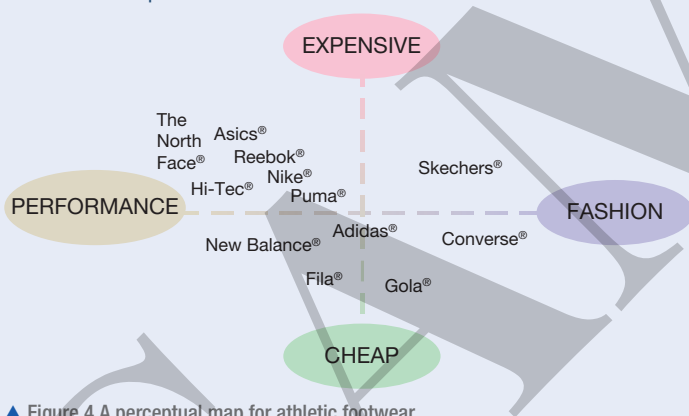 EXPENSIVE
The
North
Face®
Asics®
Reebok®
Nike®
Hi-Tec®
Puma®
Skechers®
PERFORMANCE
FASHION
New Balance®
Adidas®
Converse®
Fila®
Gola®
CHEAP
▲ Figure 4 A perceptual map for athletic footwear